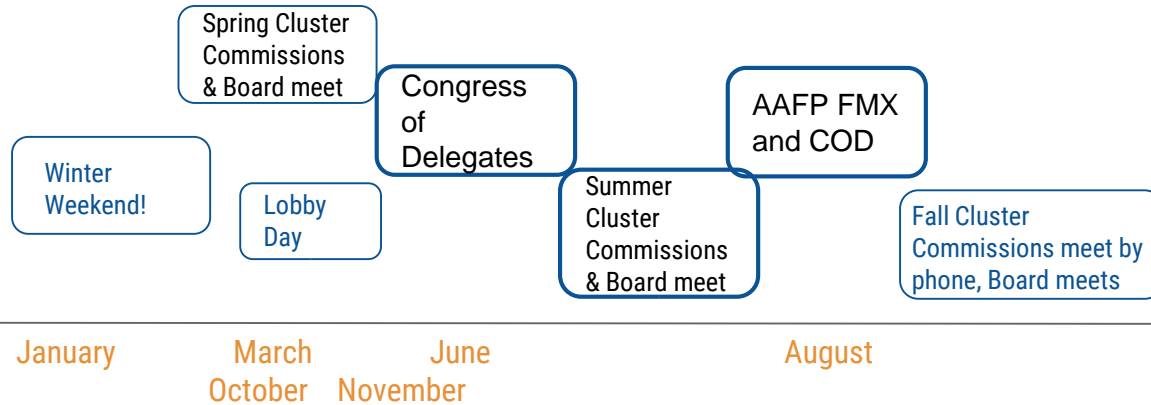 Spring Cluster
Commissions
& Board meet
Congress
of
Delegates
AAFP FMX
and COD
Winter
Weekend!
Lobby
Day
Summer
Cluster
Commissions
& Board meet
Fall Cluster
Commissions meet by
phone, Board meets
January March June August
October November